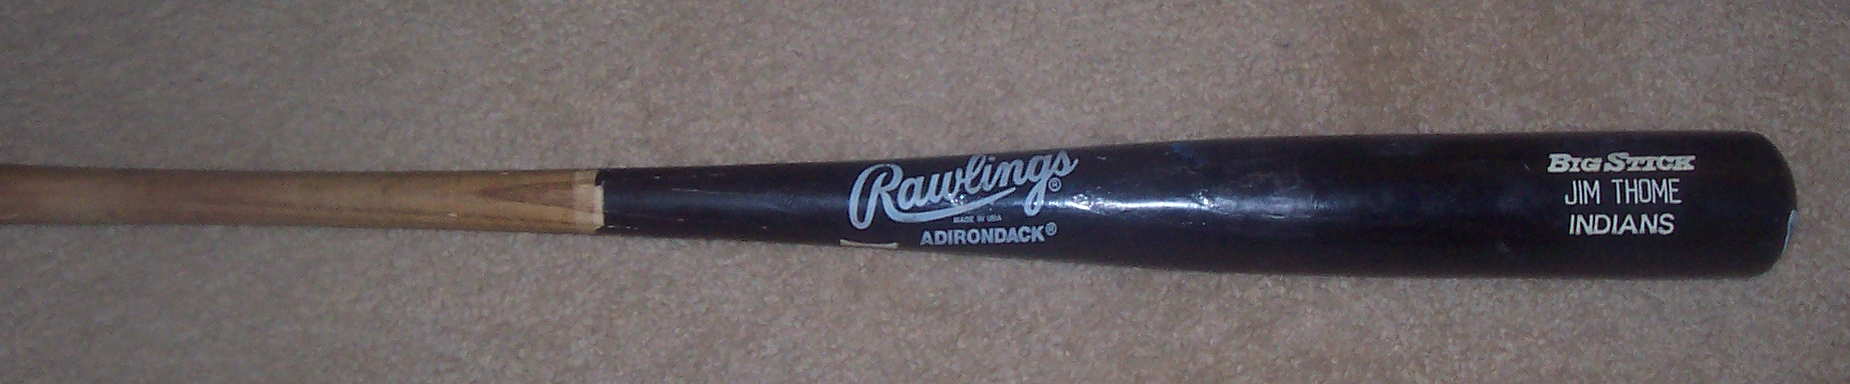 Rawlings®
MADE IN USA
ADIRONDACK®
BIG STICK
JIM THOME
INDIANS